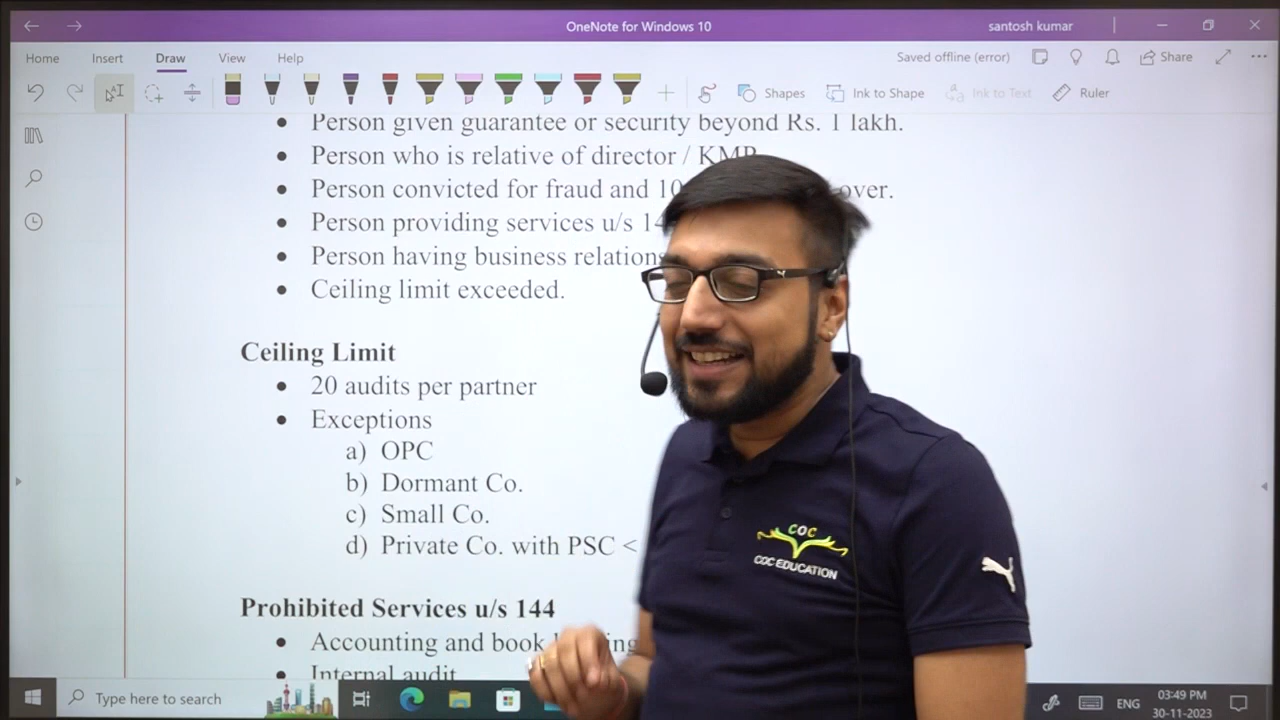 OneNote for Windows 10
santosh kumar
Home Insert Draw View Help
Saved offline (error) Share
Shapes Ink to Shape Ink to Text Ruler
Person given guarantee or security beyond Rs. 1 lakh.
Person who is relative of director / KMP
Person convicted for fraud and 10 over.
Person providing services u/s 14
Person having business relations
Ceiling limit exceeded.
Ceiling Limit
20 audits per partner
Exceptions
a) OPC
b) Dormant Co.
c) Small Co.
d) Private Co. with PSC <
Prohibited Services u/s 144
Accounting and book
Internal audit
COC
COC EDUCATION
Type here to search
ENG
03:49 PM
30-11-2023